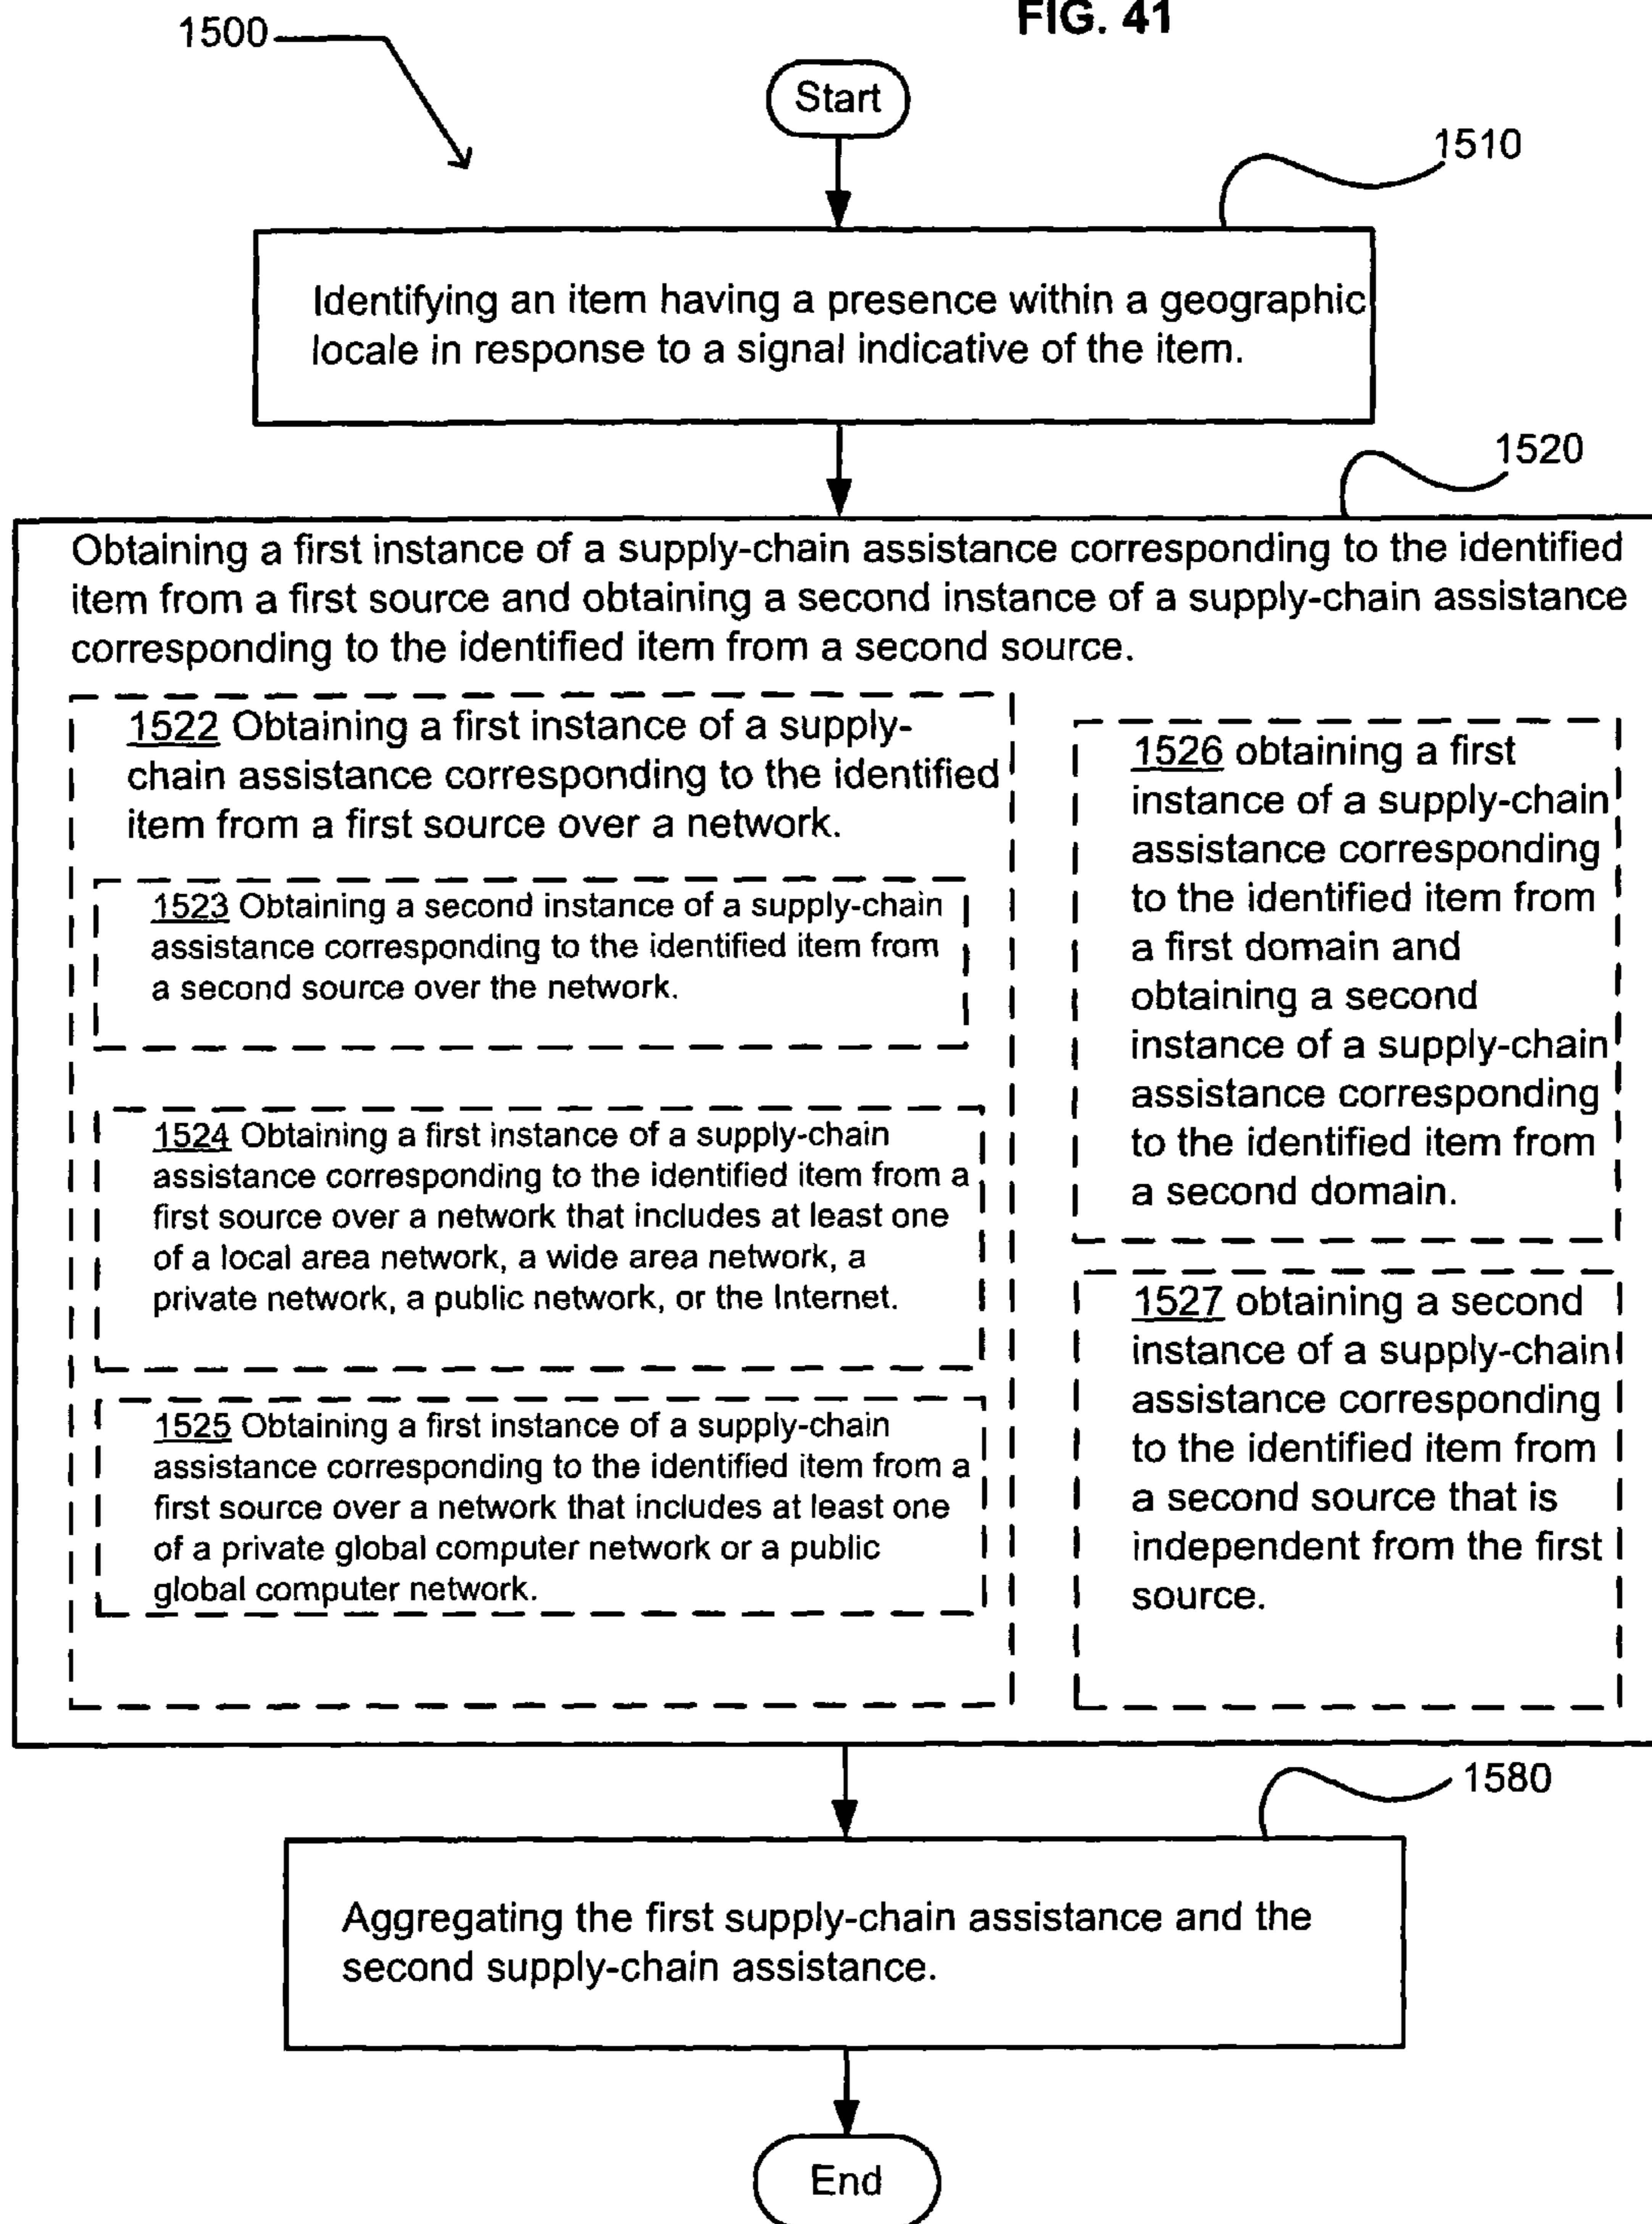 FIG. 41
1500
Start
1510
Identifying an item having a presence within a geographic
locale in response to a signal indicative of the item.
1520
Obtaining a first instance of a supply-chain assistance corresponding to the identified
item from a first source and obtaining a second instance of a supply-chain assistance
corresponding to the identified item from a second source.
1522 Obtaining a first instance of a supply-
chain assistance corresponding to the identified
item from a first source over a network.
1523 Obtaining a second instance of a supply-chain
assistance corresponding to the identified item from
a second source over the network.
1524 Obtaining a first instance of a supply-chain
assistance corresponding to the identified item from a
first source over a network that includes at least one
of a local area network, a wide area network, a
private network, a public network, or the Internet.
1525 Obtaining a first instance of a supply-chain
assistance corresponding to the identified item from a
first source over a network that includes at least one
of a private global computer network or a public
global computer network.
1526 obtaining a first
instance of a supply-chain
assistance corresponding
to the identified item from
a first domain and
obtaining a second
instance of a supply-chain
assistance corresponding
to the identified item from
a second domain.
1527 obtaining a second
instance of a supply-chain
assistance corresponding
to the identified item from
a second source that is
independent from the first
source.
1580
Aggregating the first supply-chain assistance and the
second supply-chain assistance.
End